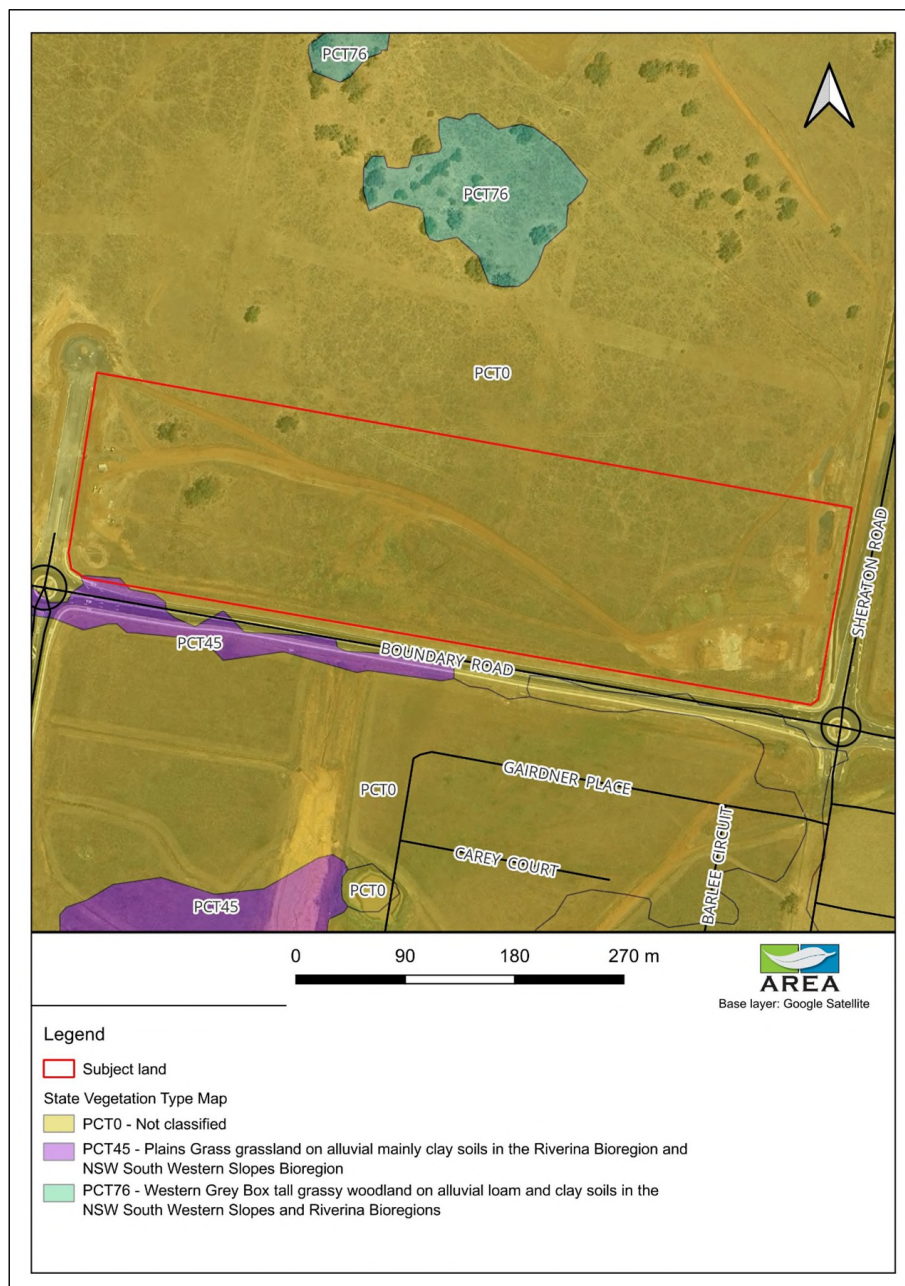 PCT76
PCT76
PCT0
SHERATON ROAD
PCT45
BOUNDARY ROAD
GAIRDNER PLACE
PCT0
CAREY COURT
BARLEE CIRCUIT
PCT0
PCT45
0 90 180 270 m
AREA
Base layer: Google Satellite
Legend
Subject land
State Vegetation Type Map
PCT0 - Not classified
PCT45 - Plains Grass grassland on alluvial mainly clay soils in the Riverina Bioregion and
NSW South Western Slopes Bioregion
PCT76 - Western Grey Box tall grassy woodland on alluvial loam and clay soils in the
NSW South Western Slopes and Riverina Bioregions